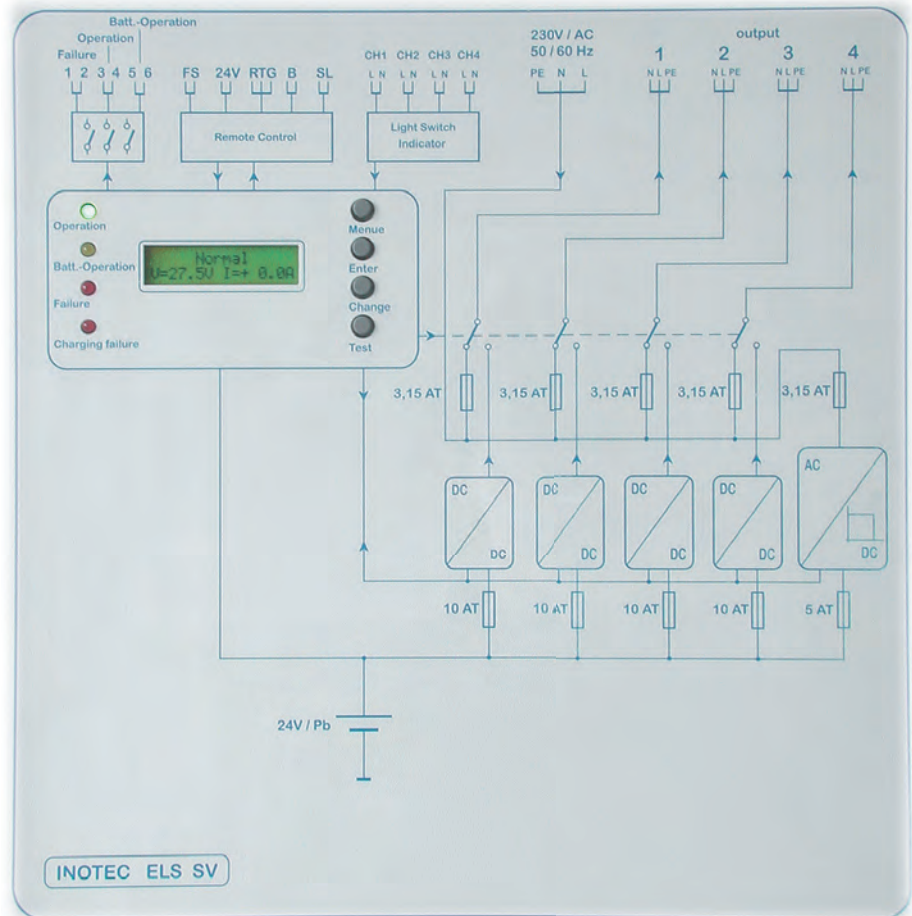 Batt.-Operation
Operation
Failure
1 2 3 4 5 6
FS 24V RTG B SL
CH1 CH2 CH3 CH4
L N L N L N L N
230V / AC
50 / 60 Hz
PE N L
output
1 2 3 4
N L PE N L PE N L PE N L PE
Remote Control
Light Switch
Indicator
Operation
Batt.-Operation
Failure
Charging failure
Normal
U=27.5V I=+ 0.0A
Menue
Enter
Change
Test
3,15 AT 3,15 AT 3,15 AT 3,15 AT 3,15 AT
DC DC DC DC AC
DC DC DC DC DC
10 AT 10 AT 10 AT 10 AT 5 AT
24V / Pb
INOTEC ELS SV